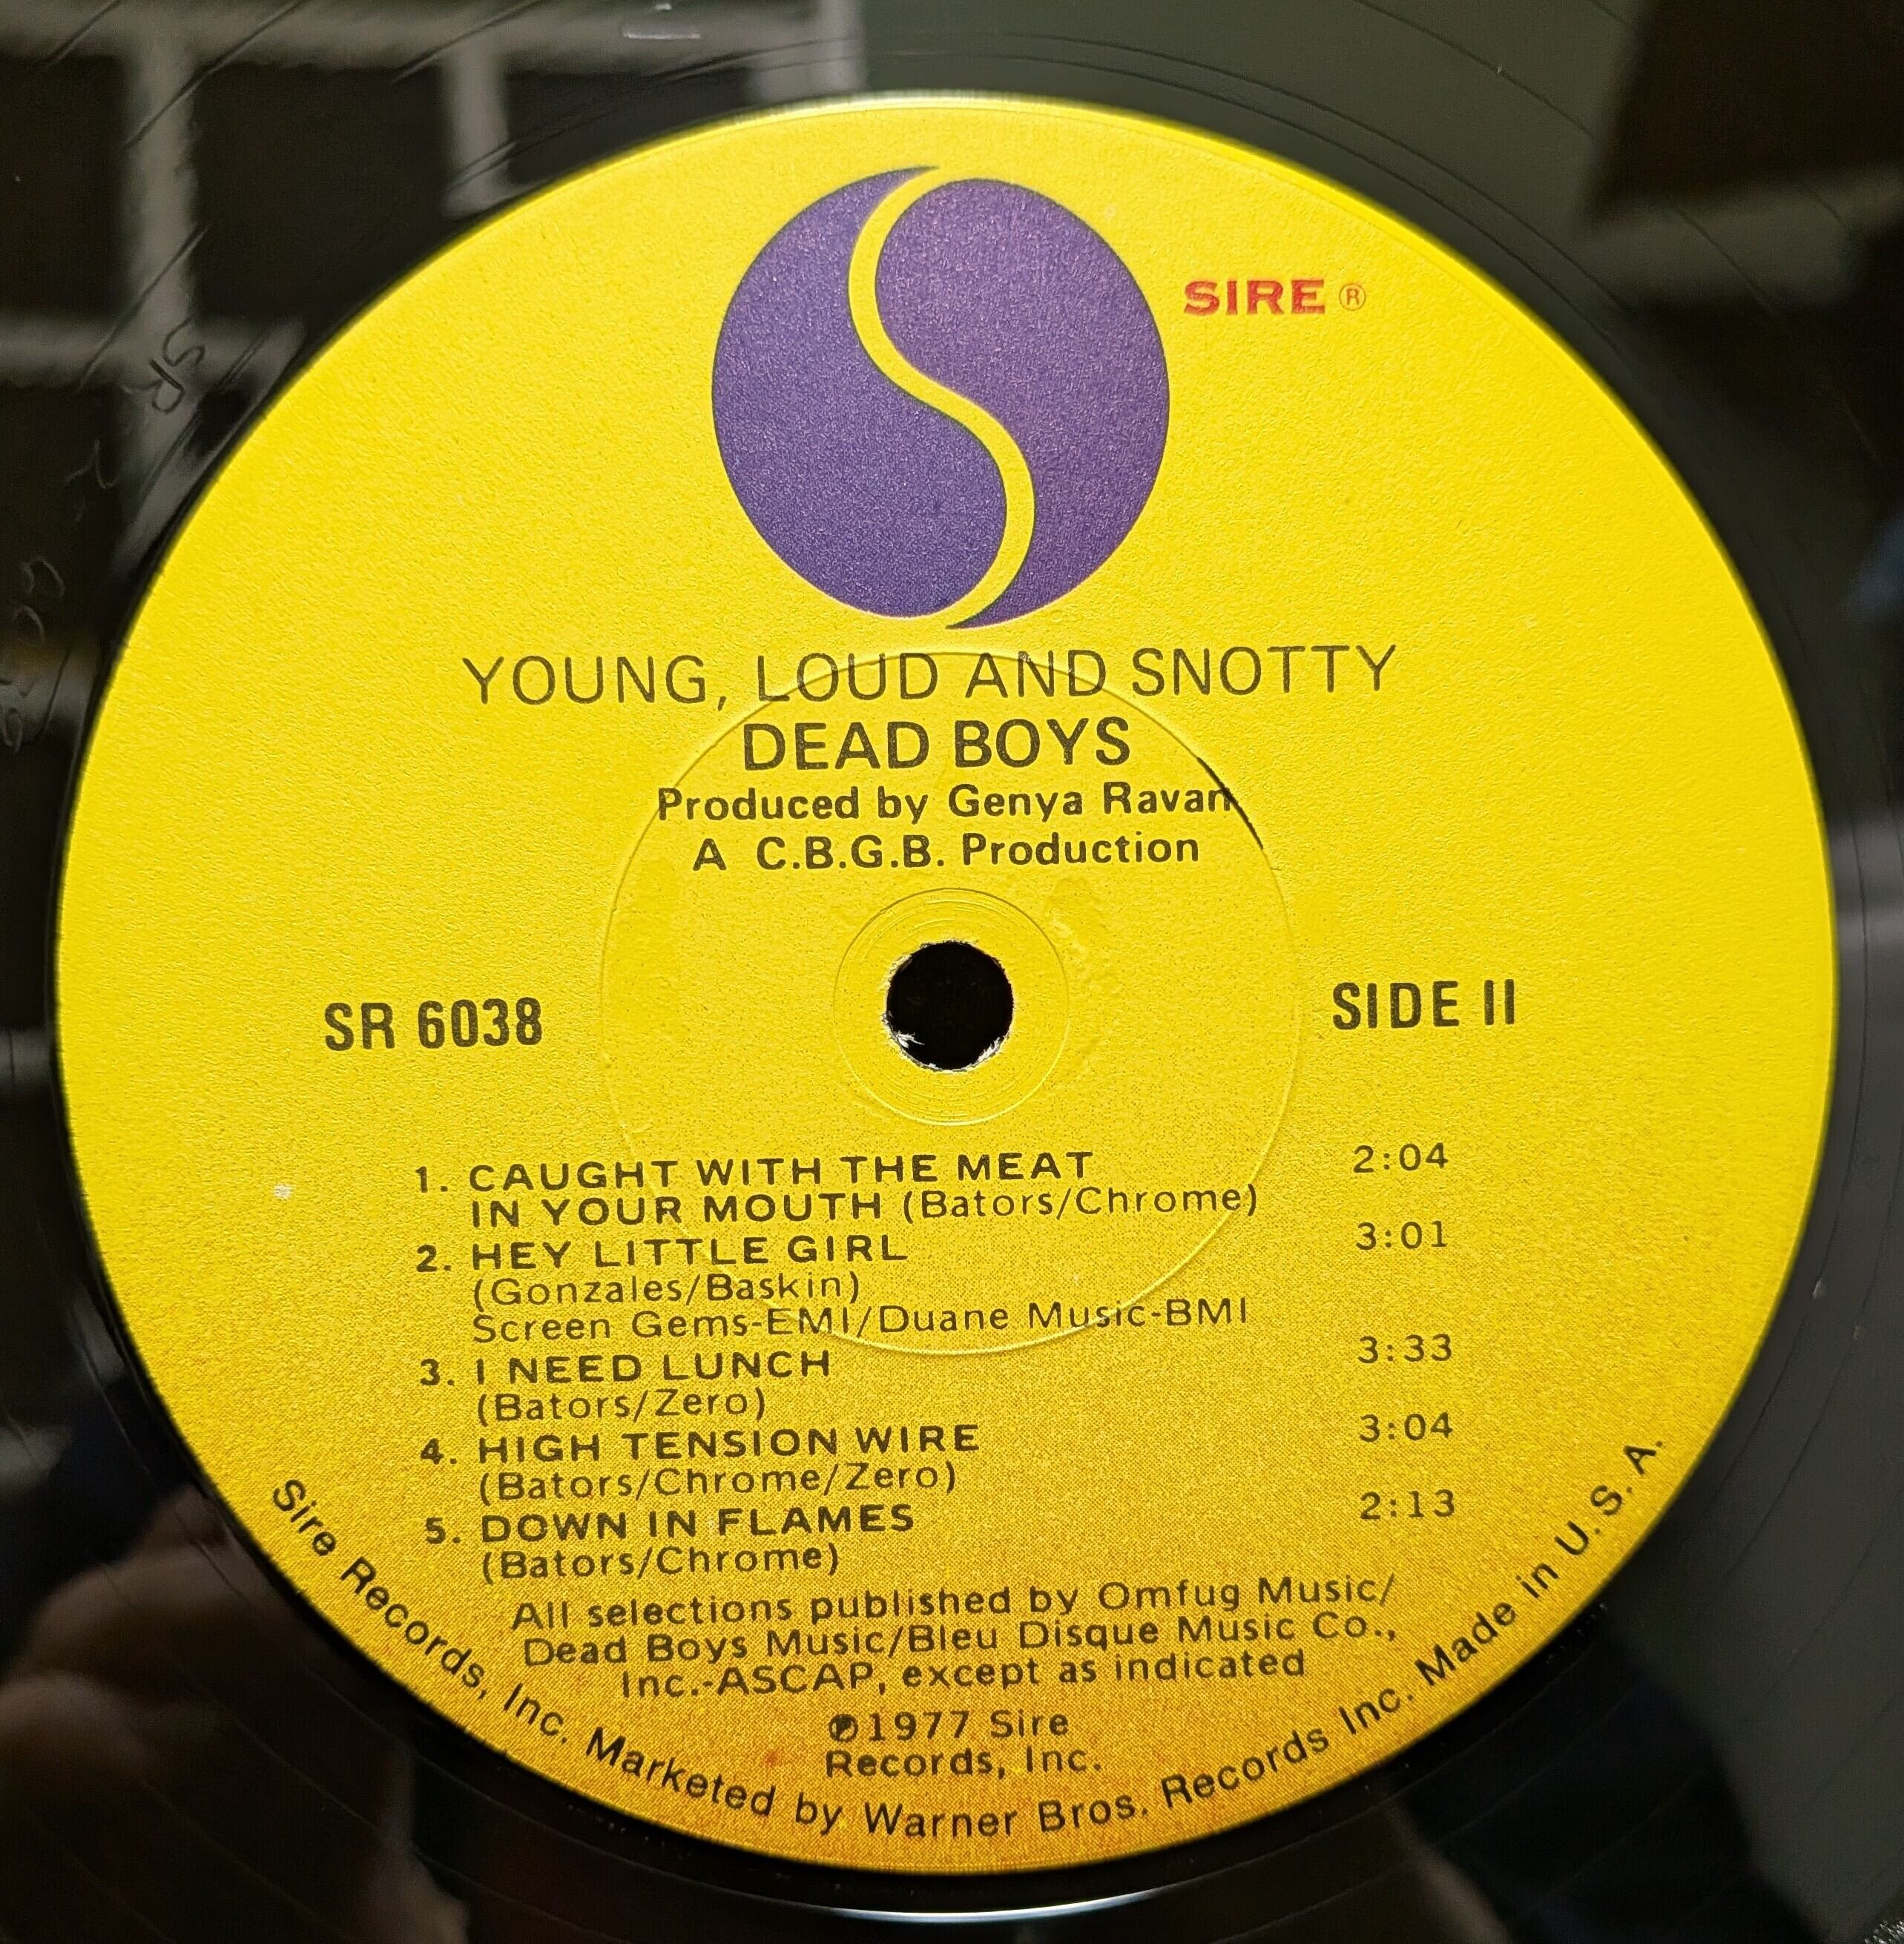 SIRE ®
YOUNG, LOUD AND SNOTTY
DEAD BOYS
Produced by Genya Ravan
A C.B.G.B. Production
SR 6038
SIDE II
1. CAUGHT WITH THE MEAT 2:04
IN YOUR MOUTH (Bators/Chrome)
2. HEY LITTLE GIRL 3:01
(Gonzales/Baskin)
Screen Gems-EMI/Duane Music-BMI
3. I NEED LUNCH 3:33
(Bators/Zero)
4. HIGH TENSION WIRE 3:04
(Bators/Chrome/Zero)
5. DOWN IN FLAMES 2:13
(Bators/Chrome)
All selections published by Omfug Music/
Dead Boys Music/Bleu Disque Music Co.,
Inc.-ASCAP, except as indicated
℗1977 Sire
Records, Inc.
Sire Records, Inc. Marketed by Warner Bros. Records Inc. Made in U.S.A.